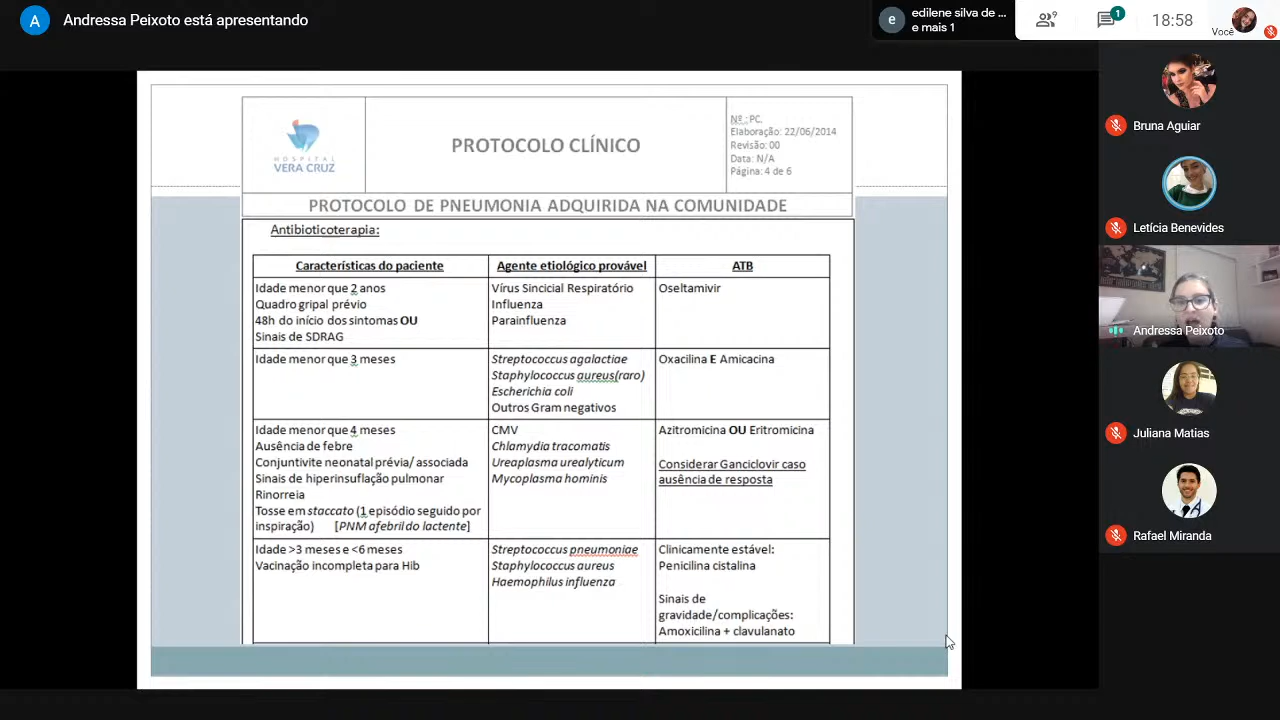 A
Andressa Peixoto está apresentando
e
edilene silva de ...
e mais 1
9
1
18:58
Você
HOSPITAL
VERA CRUZ
PROTOCOLO CLÍNICO
Nº.: PC.
Elaboração: 22/06/2014
Revisão: 00
Data: N/A
Página: 4 de 6
PROTOCOLO DE PNEUMONIA ADQUIRIDA NA COMUNIDADE
Antibioticoterapia:
Características do paciente
Agente etiológico provável
ATB
Idade menor que 2 anos
Quadro gripal prévio
48h do início dos sintomas OU
Sinais de SDRAG
Vírus Sincicial Respiratório
Influenza
Parainfluenza
Oseltamivir
Idade menor que 3 meses
Streptococcus agalactiae
Staphylococcus aureus(raro)
Escherichia coli
Outros Gram negativos
Oxacilina E Amicacina
Idade menor que 4 meses
Ausência de febre
Conjuntivite neonatal prévia/ associada
Sinais de hiperinsuflação pulmonar
Rinorreia
Tosse em staccato (1 episódio seguido por
inspiração) [PNM afebril do lactente]
CMV
Chlamydia tracomatis
Ureaplasma urealyticum
Mycoplasma hominis
Azitromicina OU Eritromicina
Considerar Ganciclovir caso
ausência de resposta
Idade >3 meses e <6 meses
Vacinação incompleta para Hib
Streptococcus pneumoniae
Staphylococcus aureus
Haemophilus influenza
Clinicamente estável:
Penicilina cistalina
Sinais de
gravidade/complicações:
Amoxicilina + clavulanato
Bruna Aguiar
Letícia Benevides
Andressa Peixoto
Juliana Matias
Rafael Miranda